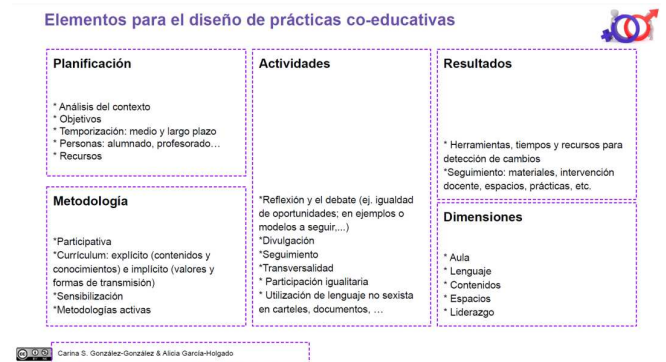 Elementos para el diseño de prácticas co-educativas
Planificación
* Análisis del contexto
* Objetivos
* Temporización: medio y largo plazo
* Personas: alumnado, profesorado…
* Recursos
Metodología
*Participativa
*Currículum: explícito (contenidos y
conocimientos) e implícito (valores y
formas de transmisión)
*Sensibilización
*Metodologías activas
Actividades
*Reflexión y el debate (ej. igualdad
de oportunidades; en ejemplos o
modelos a seguir,...)
*Divulgación
*Seguimiento
*Transversalidad
* Participación igualitaria
* Utilización de lenguaje no sexista
en carteles, documentos, …
Resultados
* Herramientas, tiempos y recursos para
detección de cambios
*Seguimiento: materiales, intervención
docente, espacios, prácticas, etc.
Dimensiones
* Aula
* Lenguaje
* Contenidos
* Espacios
* Liderazgo
Carina S. González-González & Alicia García-Holgado